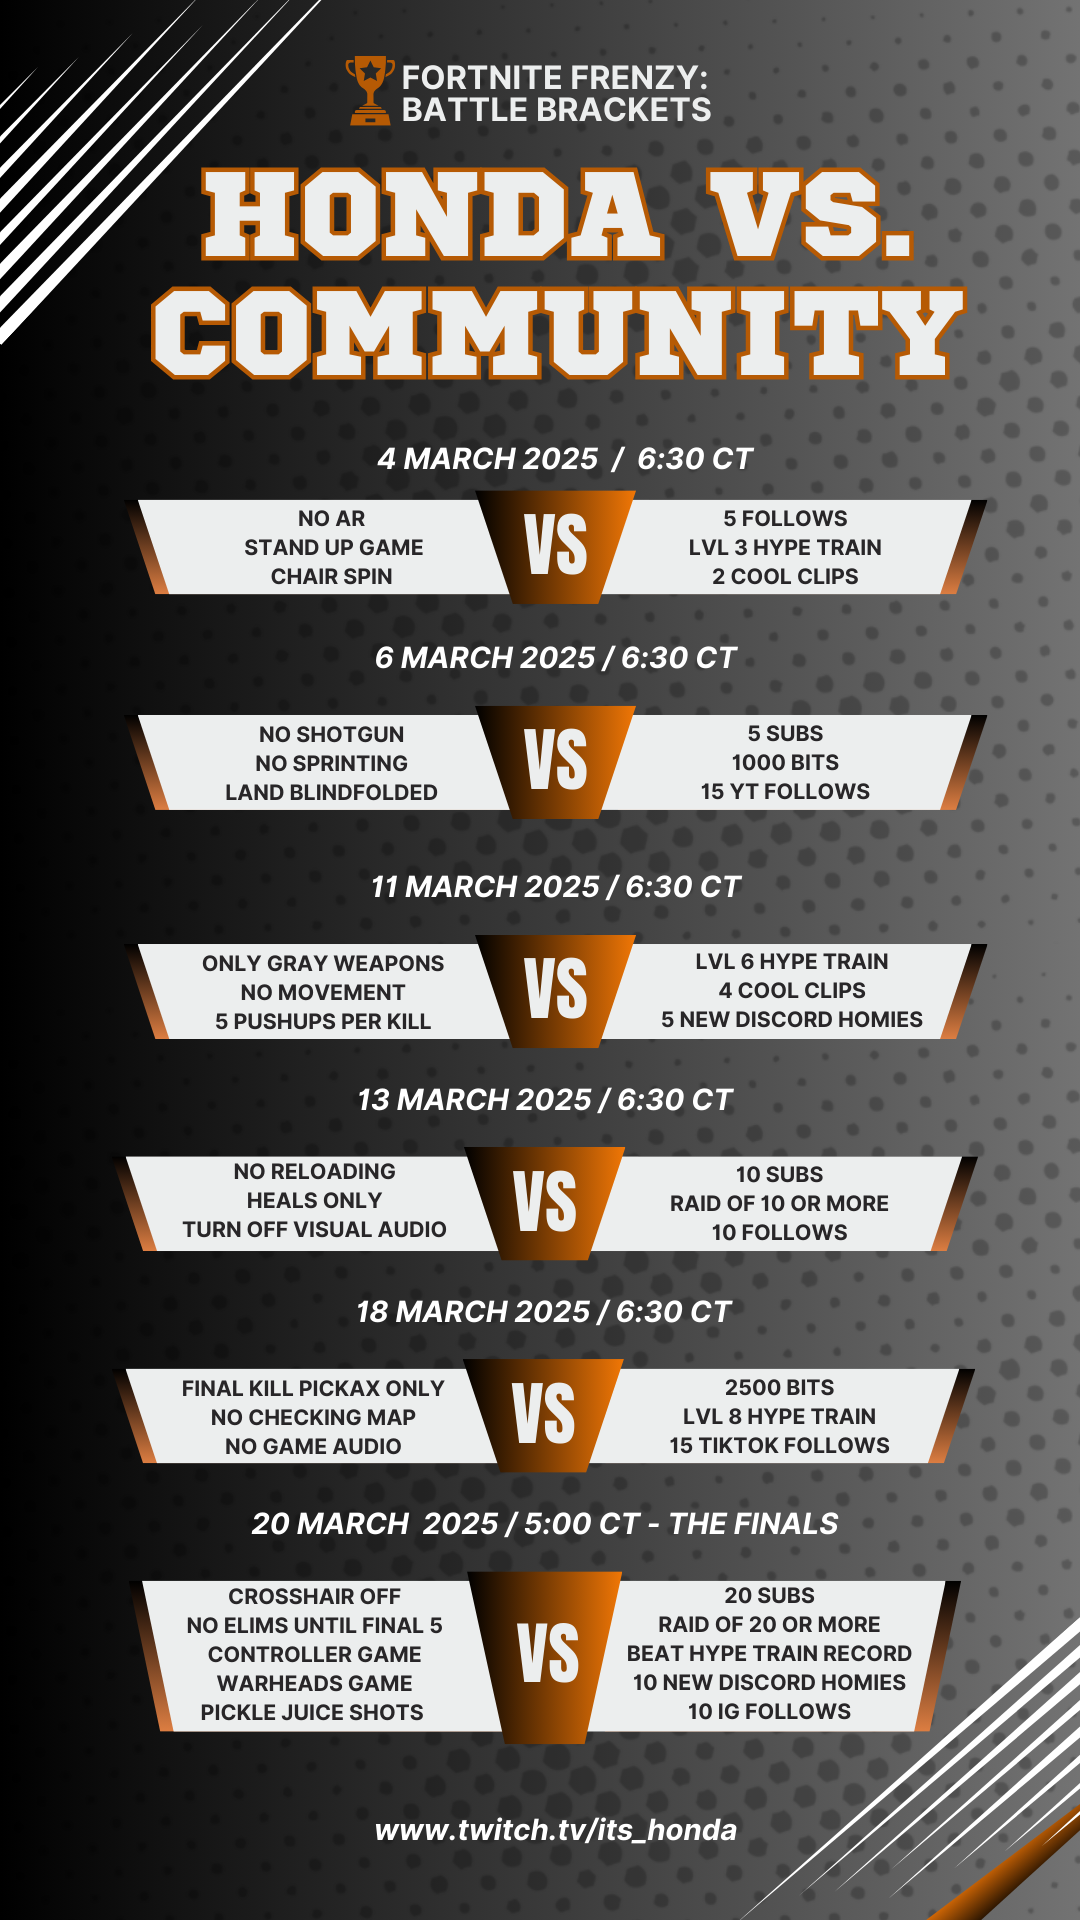 FORTNITE FRENZY:
BATTLE BRACKETS
HONDA VS.
COMMUNITY
4 MARCH 2025 / 6:30 CT
NO AR
STAND UP GAME
CHAIR SPIN
VS
5 FOLLOWS
LVL 3 HYPE TRAIN
2 COOL CLIPS
6 MARCH 2025 / 6:30 CT
NO SHOTGUN
NO SPRINTING
LAND BLINDFOLDED
VS
5 SUBS
1000 BITS
15 YT FOLLOWS
11 MARCH 2025 / 6:30 CT
ONLY GRAY WEAPONS
NO MOVEMENT
5 PUSHUPS PER KILL
VS
LVL 6 HYPE TRAIN
4 COOL CLIPS
5 NEW DISCORD HOMIES
13 MARCH 2025 / 6:30 CT
NO RELOADING
HEALS ONLY
TURN OFF VISUAL AUDIO
VS
10 SUBS
RAID OF 10 OR MORE
10 FOLLOWS
18 MARCH 2025 / 6:30 CT
FINAL KILL PICKAX ONLY
NO CHECKING MAP
NO GAME AUDIO
VS
2500 BITS
LVL 8 HYPE TRAIN
15 TIKTOK FOLLOWS
20 MARCH 2025 / 5:00 CT - THE FINALS
CROSSHAIR OFF
NO ELIMS UNTIL FINAL 5
CONTROLLER GAME
WARHEADS GAME
PICKLE JUICE SHOTS
VS
20 SUBS
RAID OF 20 OR MORE
BEAT HYPE TRAIN RECORD
10 NEW DISCORD HOMIES
10 IG FOLLOWS
www.twitch.tv/its_honda